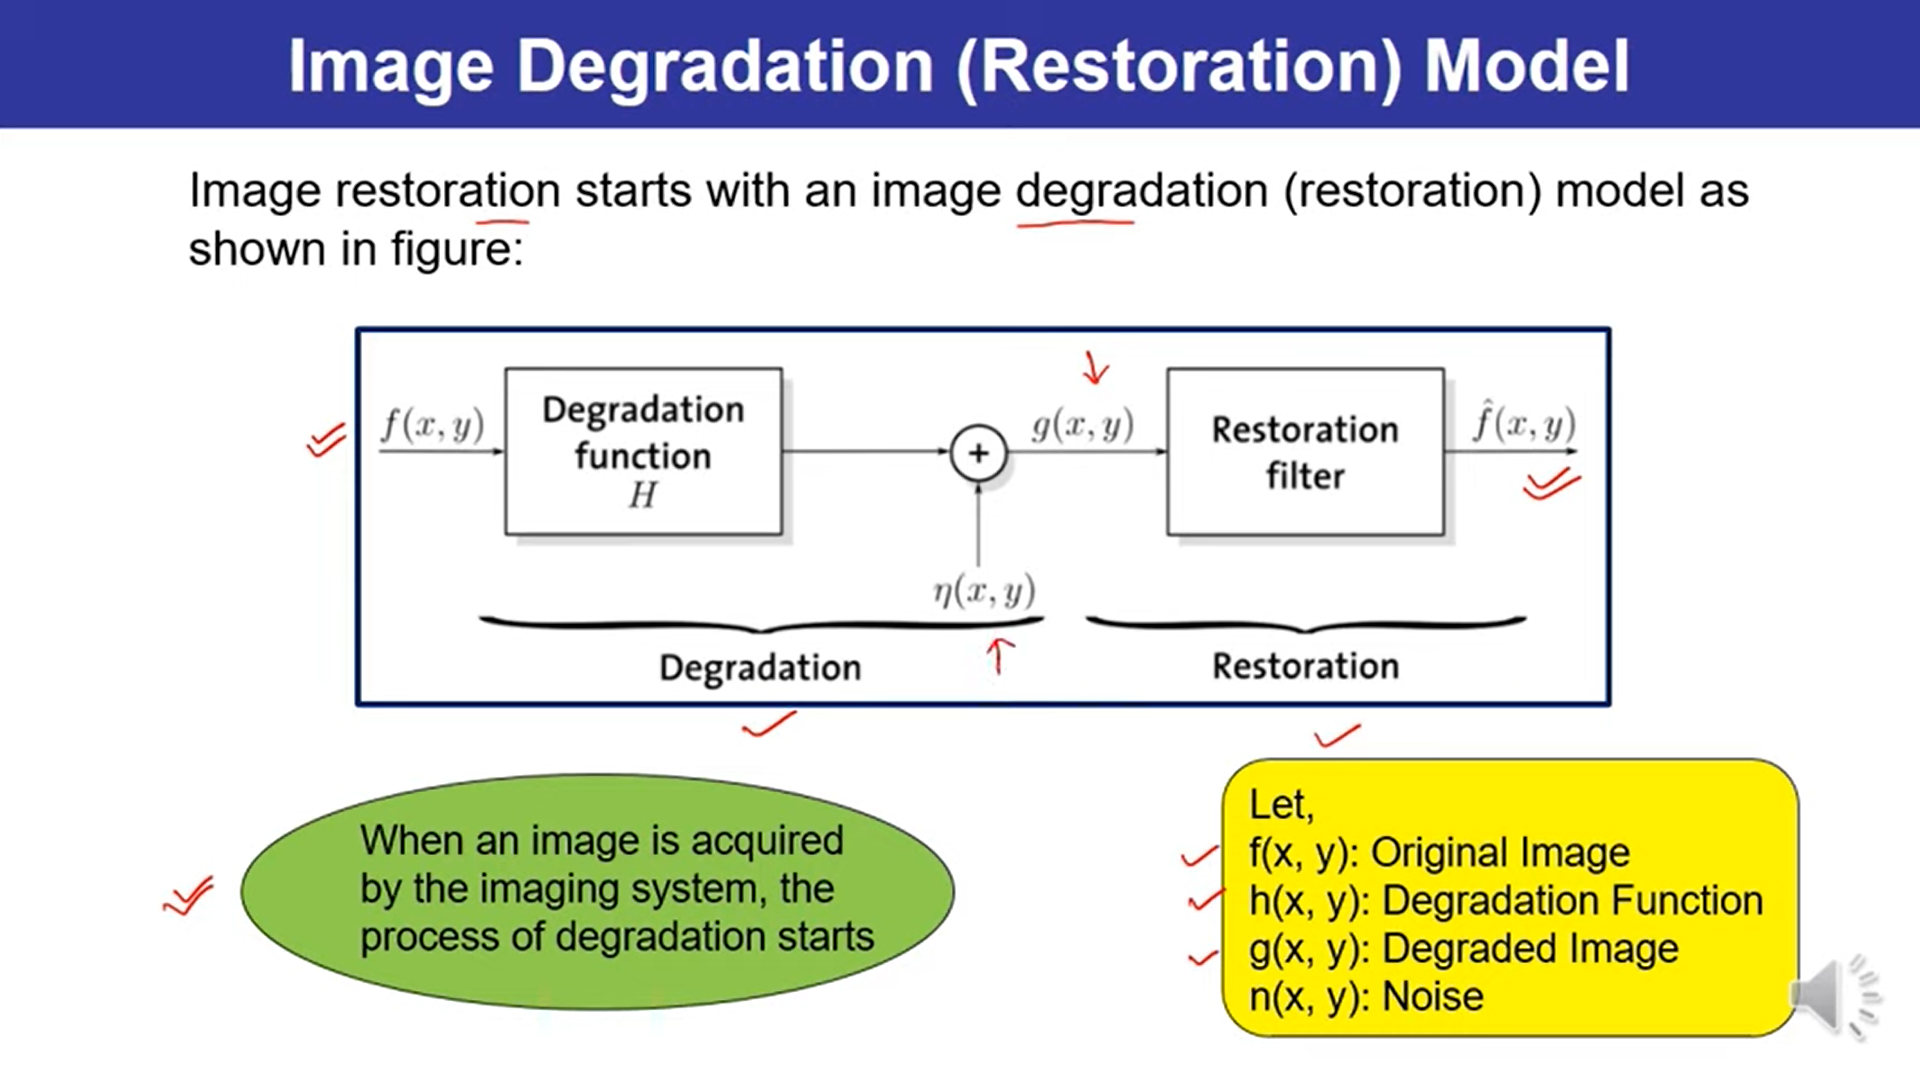 Image Degradation (Restoration) Model
Image restoration starts with an image degradation (restoration) model as
shown in figure:
f(x, y)
Degradation
function
H
+
g(x, y)
Restoration
filter
f̂(x, y)
η(x, y)
Degradation
Restoration
When an image is acquired
by the imaging system, the
process of degradation starts
Let,
f(x, y): Original Image
h(x, y): Degradation Function
g(x, y): Degraded Image
n(x, y): Noise